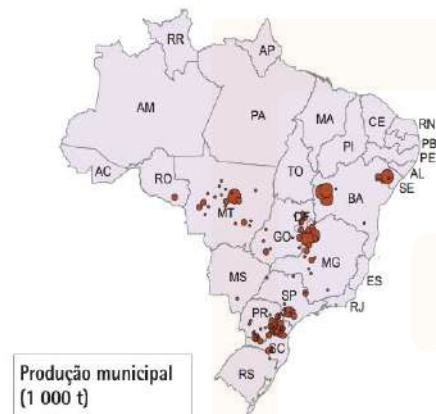 RR
AP
AM
PA
MA
CE
RN
PB
PE
AL
SE
PI
AC
RO
TO
BA
MT
DF
GO
MG
ES
MS
SP
RJ
PR
SC
RS
Produção municipal
(1 000 t)